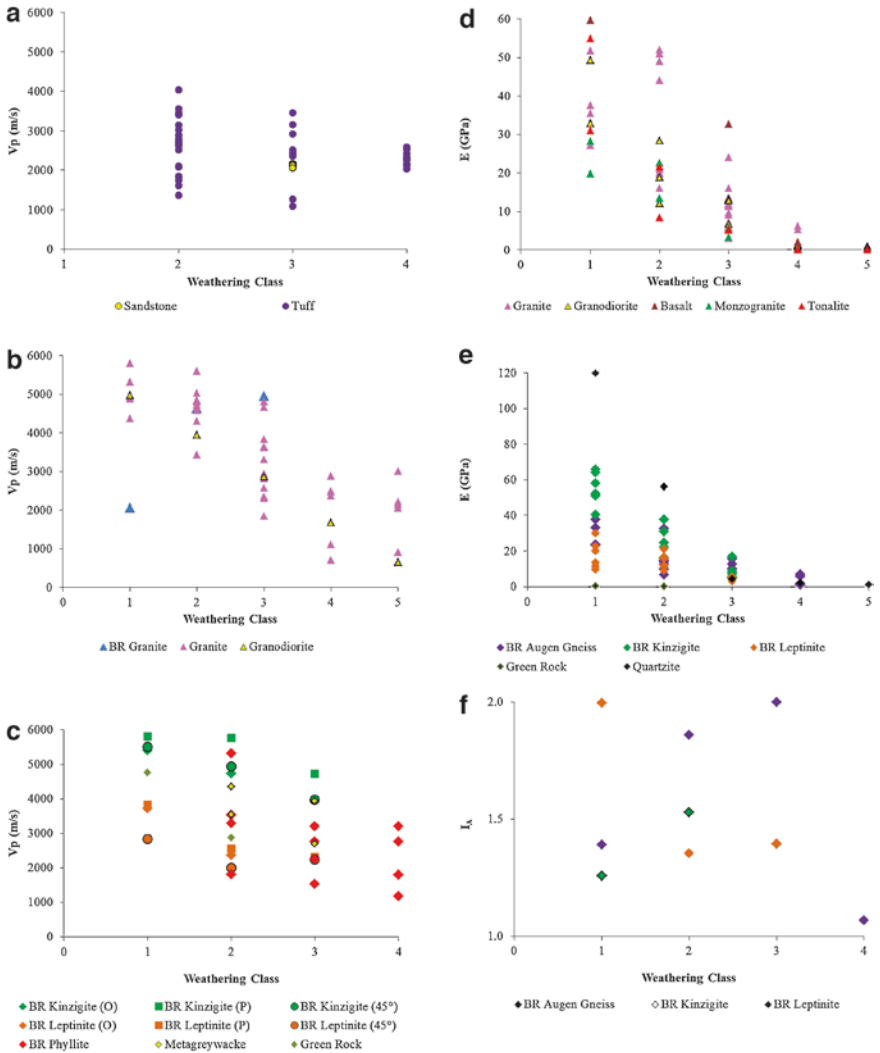 a
6000
5000
4000
3000
2000
1000
0
Vp (m/s)
1 2 3 4
Weathering Class
Sandstone Tuff
b
6000
5000
4000
3000
2000
1000
0
Vp (m/s)
0 1 2 3 4 5
Weathering Class
BR Granite Granite Granodiorite
c
6000
5000
4000
3000
2000
1000
0
Vp (m/s)
0 1 2 3 4
Weathering Class
BR Kinzigite (O) BR Kinzigite (P) BR Kinzigite (45°)
BR Leptinite (O) BR Leptinite (P) BR Leptinite (45°)
BR Phyllite Metagreywacke Green Rock
d
60
50
40
30
20
10
0
E (GPa)
0 1 2 3 4 5
Weathering Class
Granite Granodiorite Basalt Monzogranite Tonalite
e
120
100
80
60
40
20
0
E (GPa)
0 1 2 3 4 5
Weathering Class
BR Augen Gneiss BR Kinzigite BR Leptinite
Green Rock Quartzite
f
2.0
1.5
1.0
I_A
0 1 2 3 4
Weathering Class
BR Augen Gneiss BR Kinzigite BR Leptinite